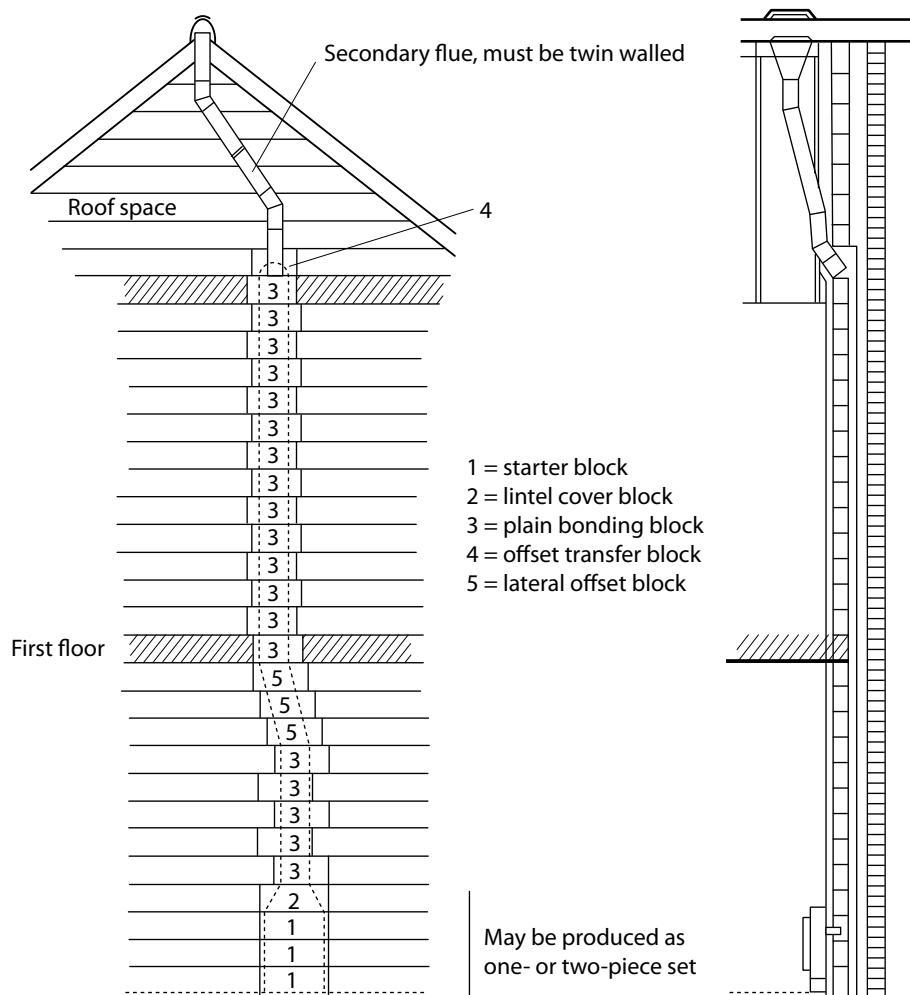 Secondary flue, must be twin walled
Roof space
4
3
3
3
3
3
3
3
3
3
3
3
3
3
First floor
3
5
5
5
3
3
3
3
3
2
1
1
1
1 = starter block
2 = lintel cover block
3 = plain bonding block
4 = offset transfer block
5 = lateral offset block
May be produced as
one- or two-piece set